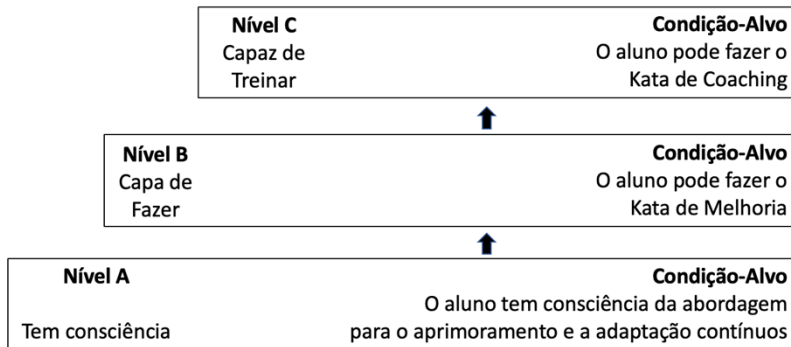 Nível C Condição-Alvo
Capaz de O aluno pode fazer o
Treinar Kata de Coaching
Nível B Condição-Alvo
Capa de O aluno pode fazer o
Fazer Kata de Melhoria
Nível A Condição-Alvo
O aluno tem consciência da abordagem
Tem consciência para o aprimoramento e a adaptação contínuos